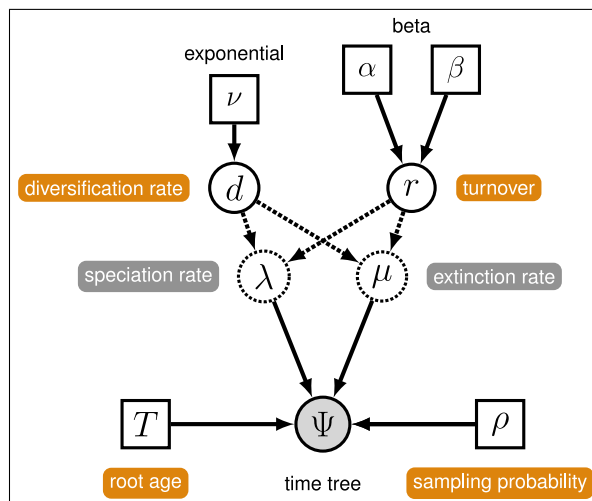 beta
exponential
α β
ν
diversification rate d r turnover
speciation rate λ μ extinction rate
T Ψ ρ
root age time tree sampling probability